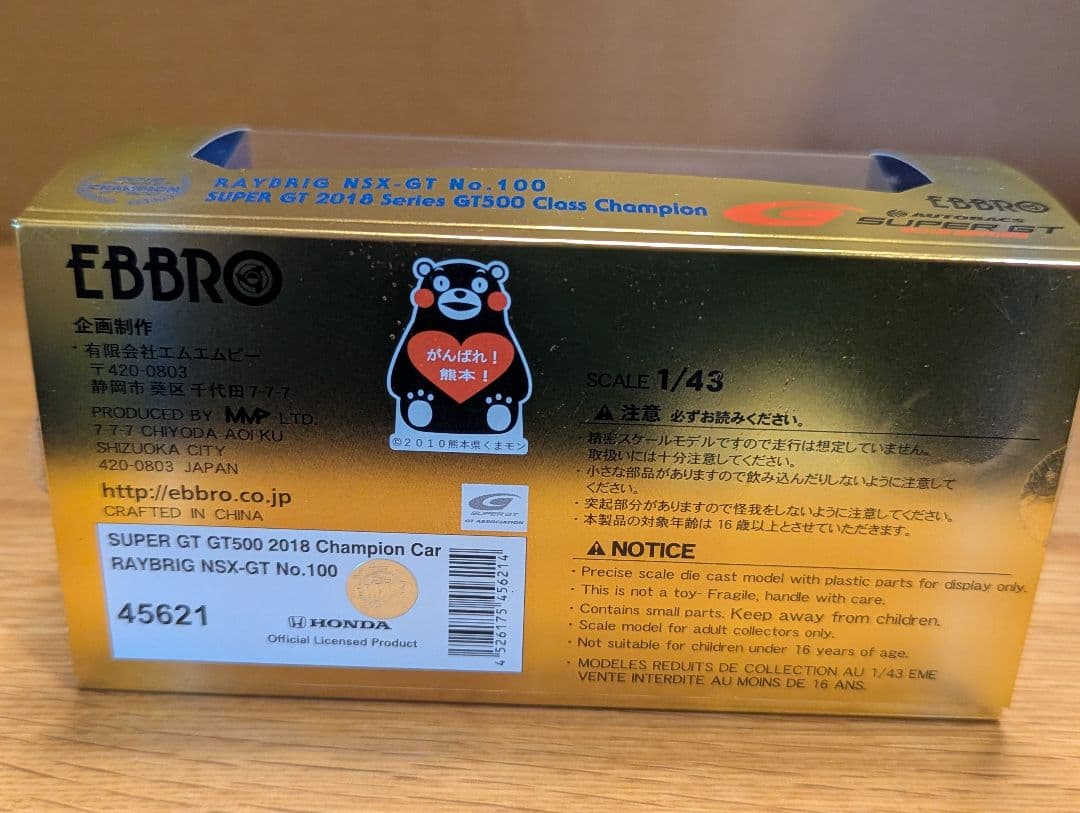 CHAMPION
RAYBRIG NSX-GT No.100
SUPER GT 2018 Series GT500 Class Champion
EBBRO
AUTOBACS
SUPER GT
EBBRO
企画制作
・有限会社エムエムピー
〒420-0803
静岡市 葵区 千代田 7-7-7
PRODUCED BY MMP LTD.
7-7-7 CHIYODA AOI-KU
SHIZUOKA CITY
420-0803 JAPAN
http://ebbro.co.jp
CRAFTED IN CHINA
がんばれ!
熊本!
©2010熊本県くまモン
SUPER GT
GT ASSOCIATION
SUPER GT GT500 2018 Champion Car
RAYBRIG NSX-GT No.100
45621
HONDA
Official Licensed Product
4 526175 456214
SCALE 1/43
⚠ 注意 必ずお読みください。
・精密スケールモデルですので走行は想定していません。
取扱いには十分注意してください。
・小さな部品がありますので飲み込んだりしないように注意して
ください。
・突起部分がありますので怪我をしないように注意してください。
・本製品の対象年齢は 16 歳以上とさせていただきます。
⚠ NOTICE
・Precise scale die cast model with plastic parts for display only.
・This is not a toy- Fragile, handle with care.
・Contains small parts. Keep away from children.
・Scale model for adult collectors only.
・Not suitable for children under 16 years of age.
・MODELES REDUITS DE COLLECTION AU 1/43 EME
VENTE INTERDITE AU MOINS DE 16 ANS.